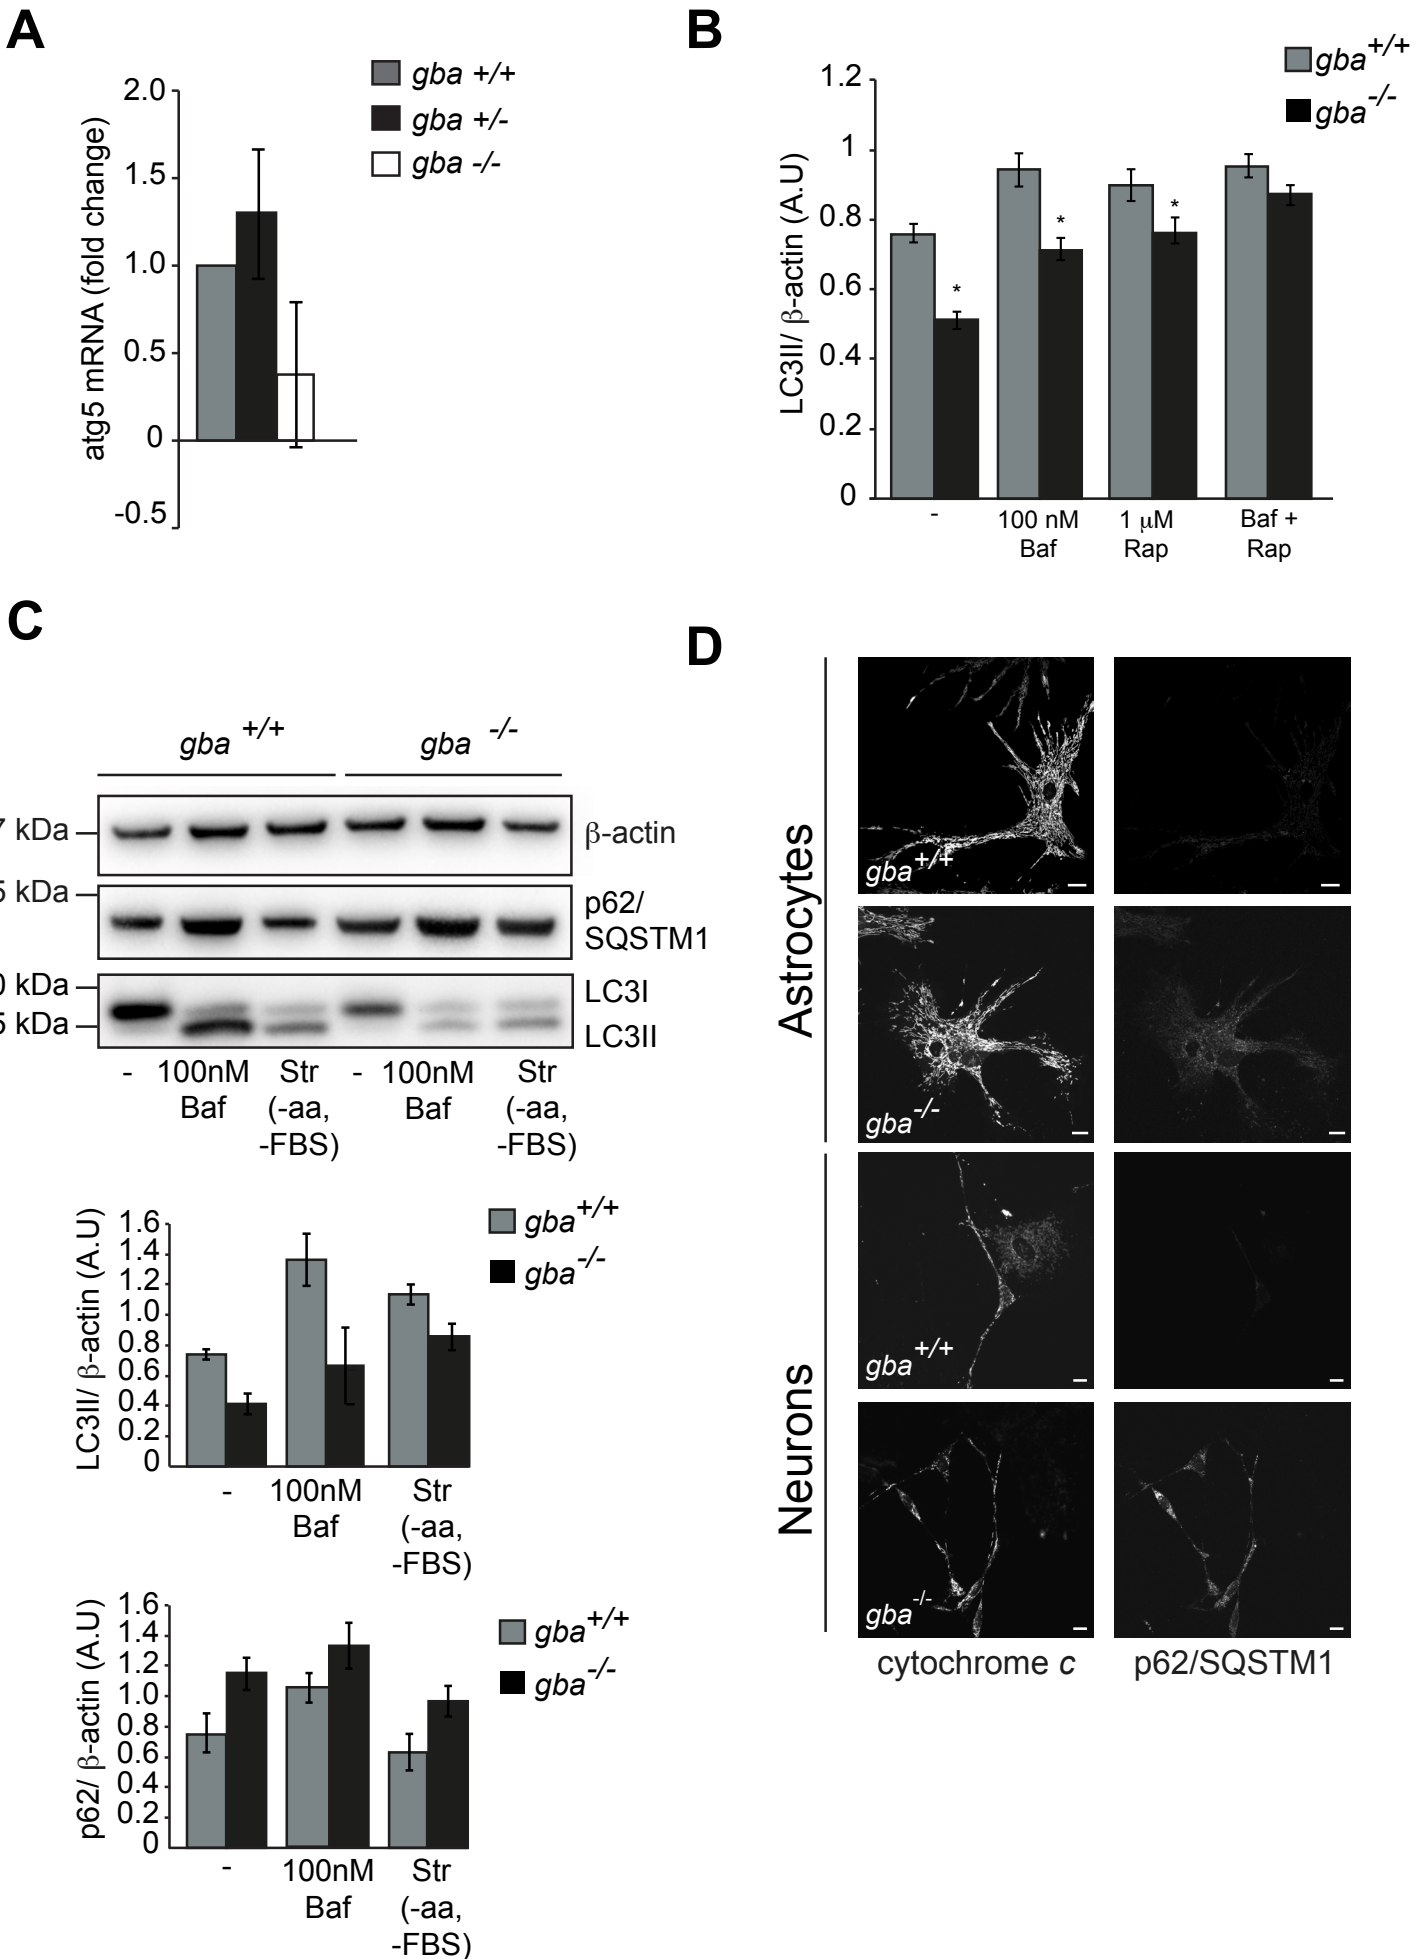 A
gba +/+
gba +/-
gba -/-
atg5 mRNA (fold change)
2.0
1.5
1.0
0.5
0
-0.5
B
gba+/+
gba-/-
LC3II/ β-actin (A.U)
1.2
1
0.8
0.6
0.4
0.2
0
*
*
*
-
100 nM
Baf
1 μM
Rap
Baf +
Rap
C
gba +/+
gba -/-
7 kDa
β-actin
5 kDa
p62/
SQSTM1
0 kDa
LC3I
5 kDa
LC3II
- 100nM Str - 100nM Str
Baf (-aa, Baf (-aa,
-FBS) -FBS)
gba+/+
gba-/-
LC3II/ β-actin (A.U)
1.6
1.4
1.2
1.0
0.8
0.6
0.4
0.2
0
- 100nM Str
Baf (-aa,
-FBS)
gba+/+
gba-/-
p62/ β-actin (A.U)
1.6
1.4
1.2
1.0
0.8
0.6
0.4
0.2
0
- 100nM Str
Baf (-aa,
-FBS)
D
Astrocytes
gba+/+
gba-/-
Neurons
gba+/+
gba-/-
cytochrome c
p62/SQSTM1